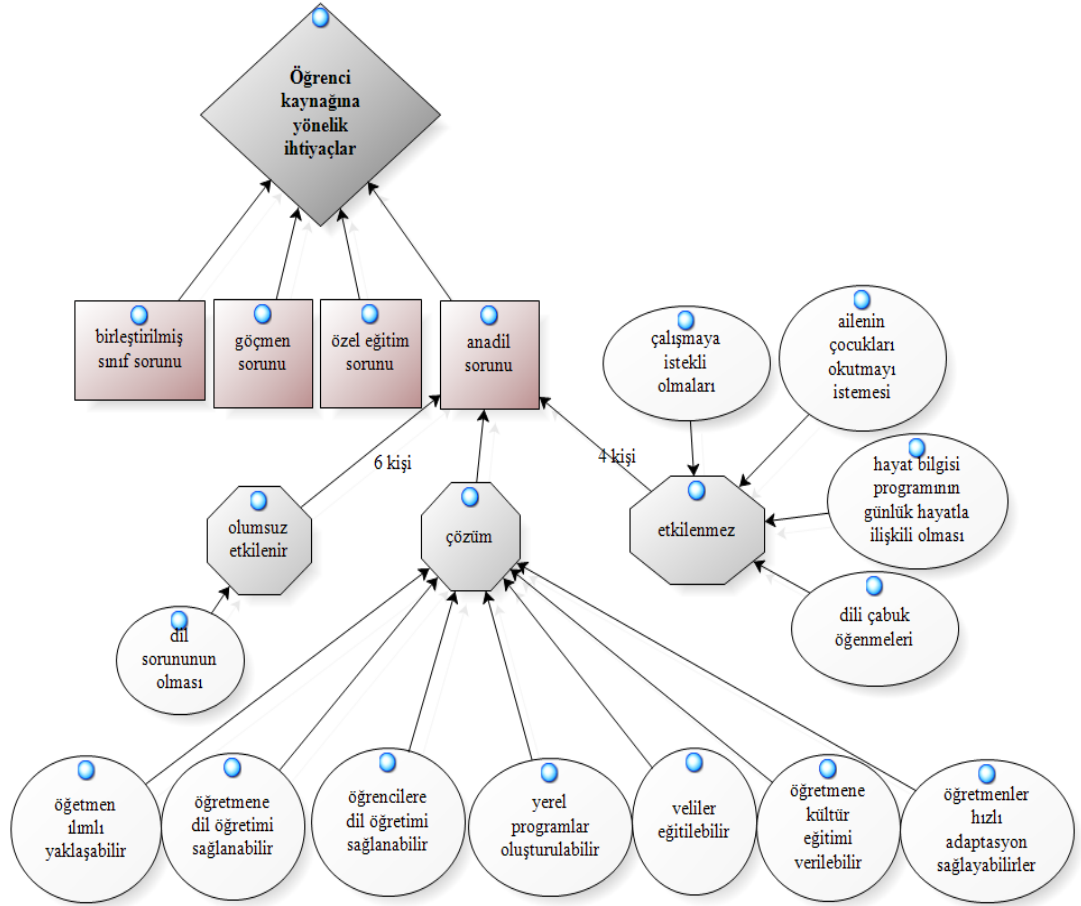 Öğrenci
kaynağına
yönelik
ihtiyaçlar
birleştirilmiş
sınıf sorunu
göçmen
sorunu
özel eğitim
sorunu
anadil
sorunu
çalışmaya
istekli
olmaları
ailenin
çocukları
okutmayı
istemesi
6 kişi
4 kişi
hayat bilgisi
programının
günlük hayatla
ilişkili olması
olumsuz
etkilenir
çözüm
etkilenmez
dili çabuk
öğenmeleri
dil
sorununun
olması
öğetmen
ılımlı
yaklaşabilir
öğretmene
dil öğretimi
sağlanabilir
öğrencilere
dil öğretimi
sağlanabilir
yerel
programlar
oluşturulabilir
veliler
eğitilebilir
öğretmene
kültür
eğitimi
verilebilir
öğretmenler
hızlı
adaptasyon
sağlayabilirler